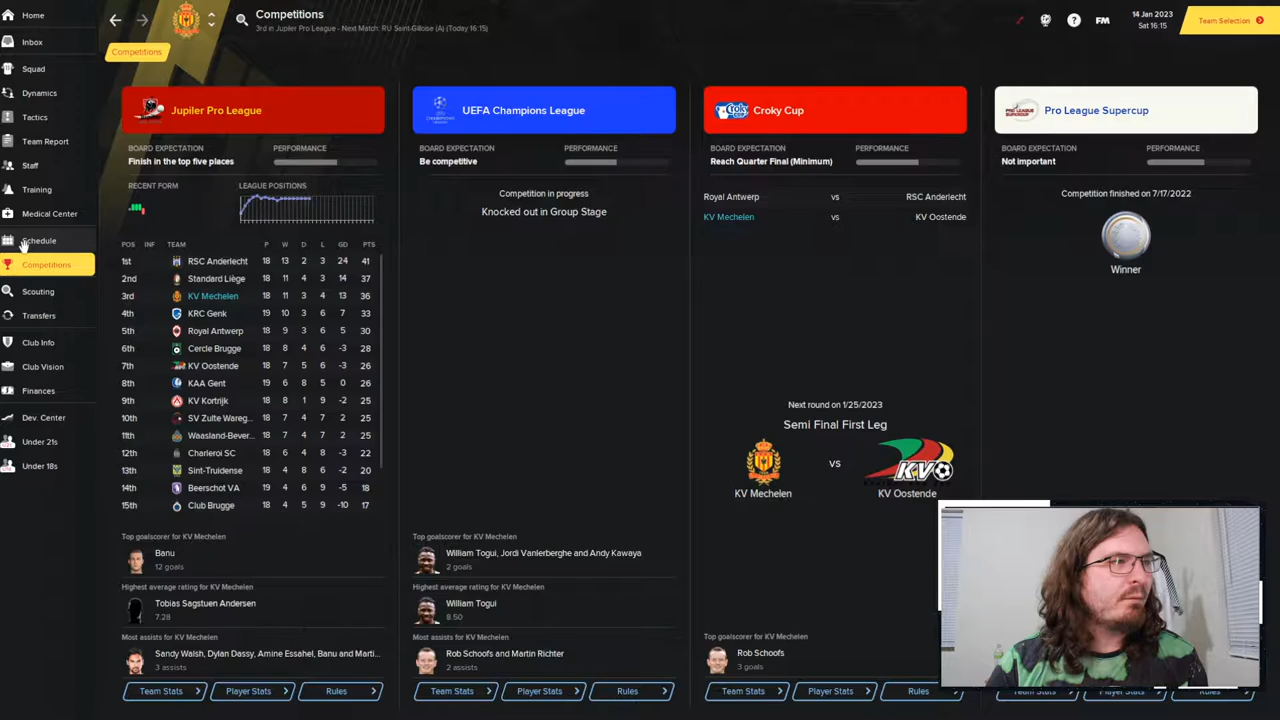 Home
Inbox
Squad
Dynamics
Tactics
Team Report
Staff
Training
Medical Center
Schedule
Competitions
Scouting
Transfers
Club Info
Club Vision
Finances
Dev. Center
Under 21s
Under 18s
Competitions
3rd in Jupiler Pro League - Next Match: RU Saint-Gilloise (A) (Today 16:15)
FM
14 Jan 2023
Sat 16:15
Team Selection
Competitions
Jupiler Pro League
BOARD EXPECTATION PERFORMANCE
Finish in the top five places
RECENT FORM LEAGUE POSITIONS
POS INF TEAM P W D L GD PTS
1st RSC Anderlecht 18 13 2 3 24 41
2nd Standard Liège 18 11 4 3 14 37
3rd KV Mechelen 18 11 3 4 13 36
4th KRC Genk 19 10 3 6 7 33
5th Royal Antwerp 18 9 3 6 5 30
6th Cercle Brugge 18 8 4 6 -3 28
7th KV Oostende 18 7 5 6 -3 26
8th KAA Gent 19 6 8 5 0 26
9th KV Kortrijk 18 8 1 9 -2 25
10th SV Zulte Wareg... 18 7 4 7 2 25
11th Waasland-Bever... 18 7 4 7 2 25
12th Charleroi SC 18 6 4 8 -3 22
13th Sint-Truidense 18 4 8 6 -2 20
14th Beerschot VA 19 4 6 9 -5 18
15th Club Brugge 18 4 5 9 -10 17
Top goalscorer for KV Mechelen
Banu
12 goals
Highest average rating for KV Mechelen
Tobias Sagstuen Andersen
7.28
Most assists for KV Mechelen
Sandy Walsh, Dylan Dassy, Amine Essahel, Banu and Marti...
3 assists
Team Stats Player Stats Rules
UEFA Champions League
BOARD EXPECTATION PERFORMANCE
Be competitive
Competition in progress
Knocked out in Group Stage
Top goalscorer for KV Mechelen
William Togui, Jordi Vanlerberghe and Andy Kawaya
2 goals
Highest average rating for KV Mechelen
William Togui
8.50
Most assists for KV Mechelen
Rob Schoofs and Martin Richter
2 assists
Team Stats Player Stats Rules
Croky Cup
BOARD EXPECTATION PERFORMANCE
Reach Quarter Final (Minimum)
Royal Antwerp vs RSC Anderlecht
KV Mechelen vs KV Oostende
Next round on 1/25/2023
Semi Final First Leg
vs
KV Mechelen KV Oostende
Top goalscorer for KV Mechelen
Rob Schoofs
3 goals
Team Stats Player Stats Rules
Pro League Supercup
BOARD EXPECTATION PERFORMANCE
Not important
Competition finished on 7/17/2022
Winner
Team Stats Player Stats Rules